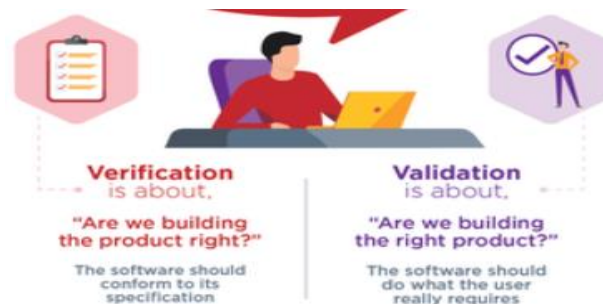 Verification
is about,
"Are we building
the product right?"
The software should
conform to its
specification
Validation
is about,
"Are we building
the right product?"
The software should
do what the user
really requires